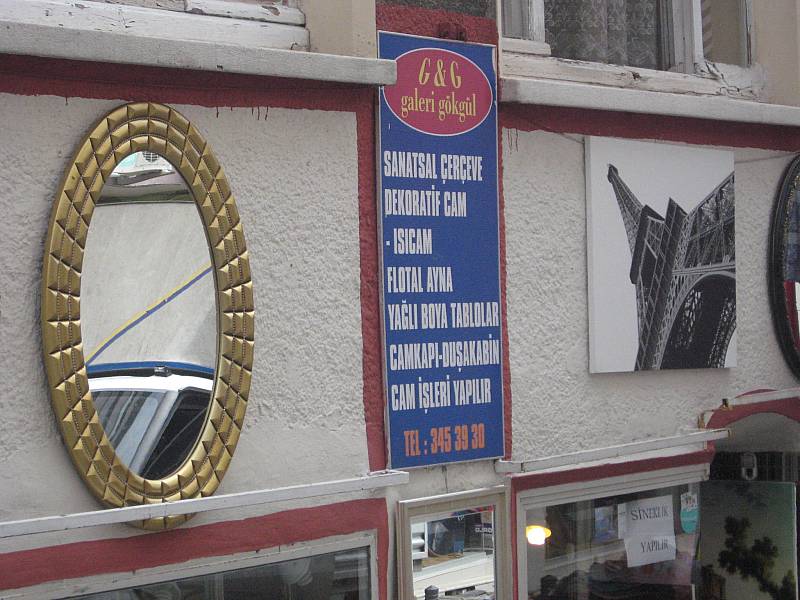 G & G
galeri gökgül
SANATSAL ÇERÇEVE
DEKORATİF CAM
- ISICAM
FLOTAL AYNA
YAĞLI BOYA TABLOLAR
CAMKAPI-DUŞAKABİN
CAM İŞLERİ YAPILIR
TEL : 345 39 30
SİNEKLİK
YAPILIR